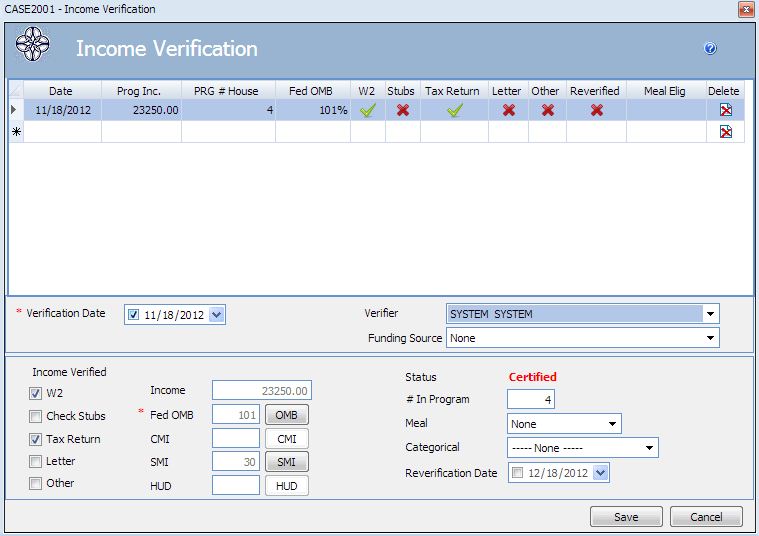 CASE2001 - Income Verification
Income Verification
Date Prog Inc. PRG # House Fed OMB W2 Stubs Tax Return Letter Other Reverified Meal Elig Delete
11/18/2012 23250.00 4 101%
* Verification Date 11/18/2012 Verifier SYSTEM SYSTEM
Funding Source None
Income Verified
W2
Check Stubs
Tax Return
Letter
Other
Income 23250.00
* Fed OMB 101 OMB
CMI CMI
SMI 30 SMI
HUD HUD
Status Certified
# In Program 4
Meal None
Categorical ----- None -----
Reverification Date 12/18/2012
Save Cancel